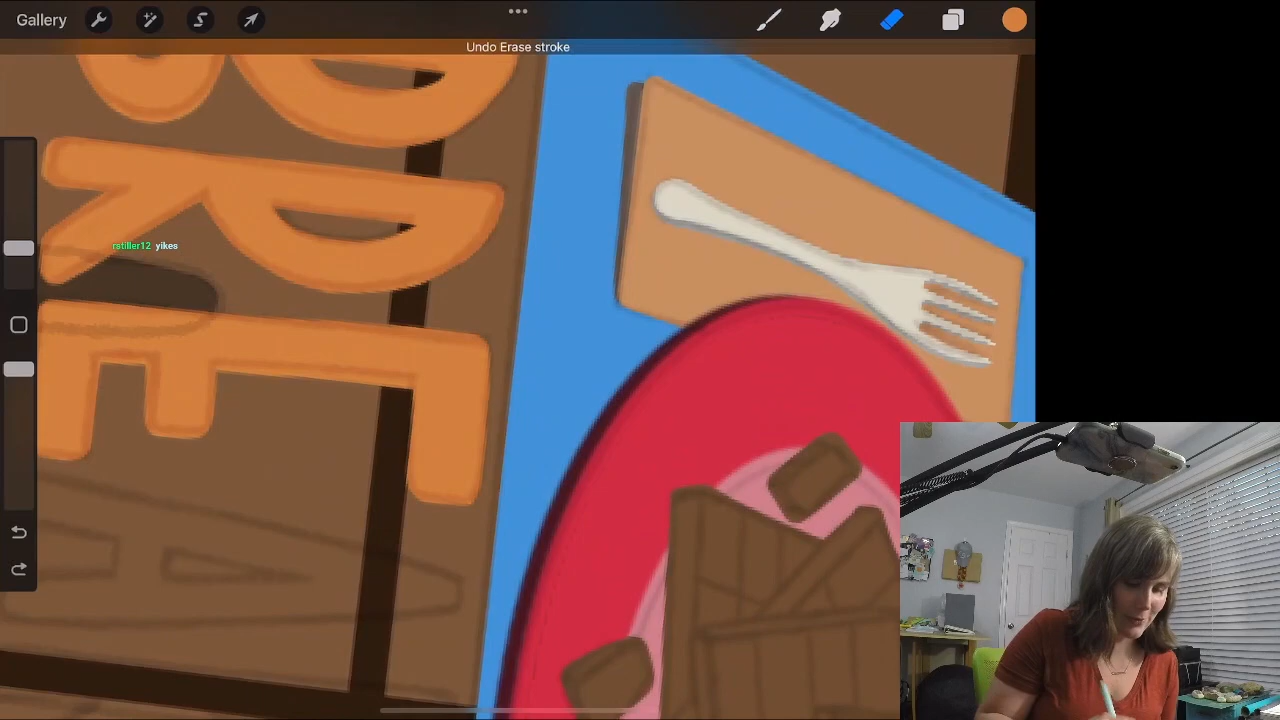 Gallery
Undo Erase stroke
R
E
A
rstiller12 yikes